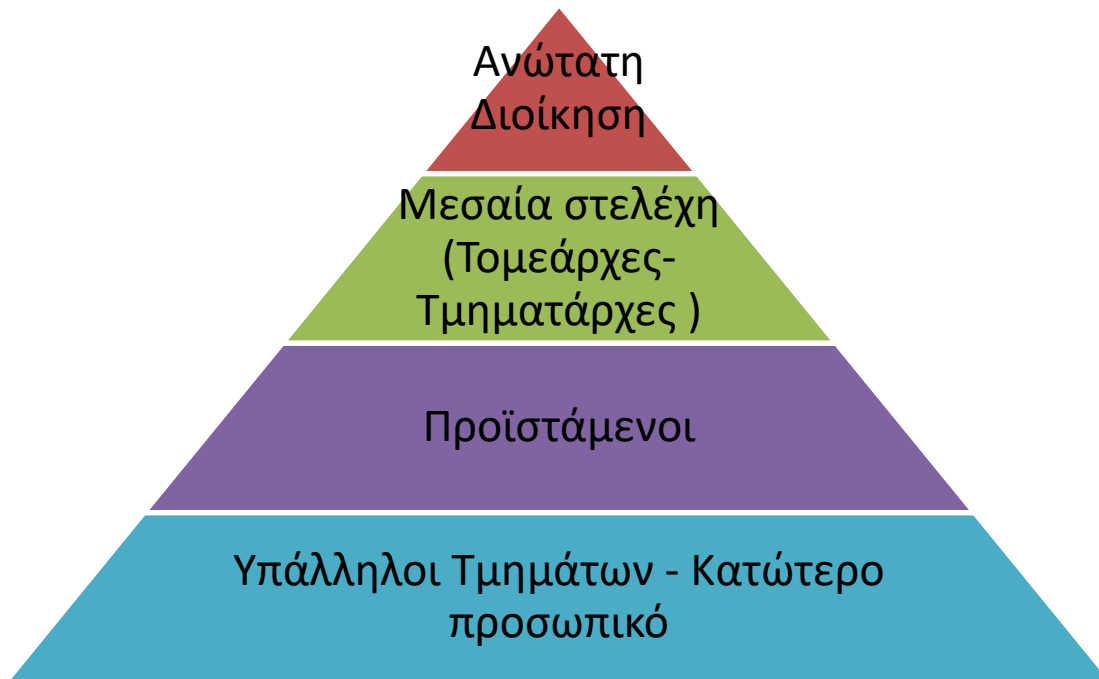 Ανώτατη
Διοίκηση
Μεσαία στελέχη
(Τομεάρχες-
Τμηματάρχες )
Προϊστάμενοι
Υπάλληλοι Τμημάτων - Κατώτερο
προσωπικό